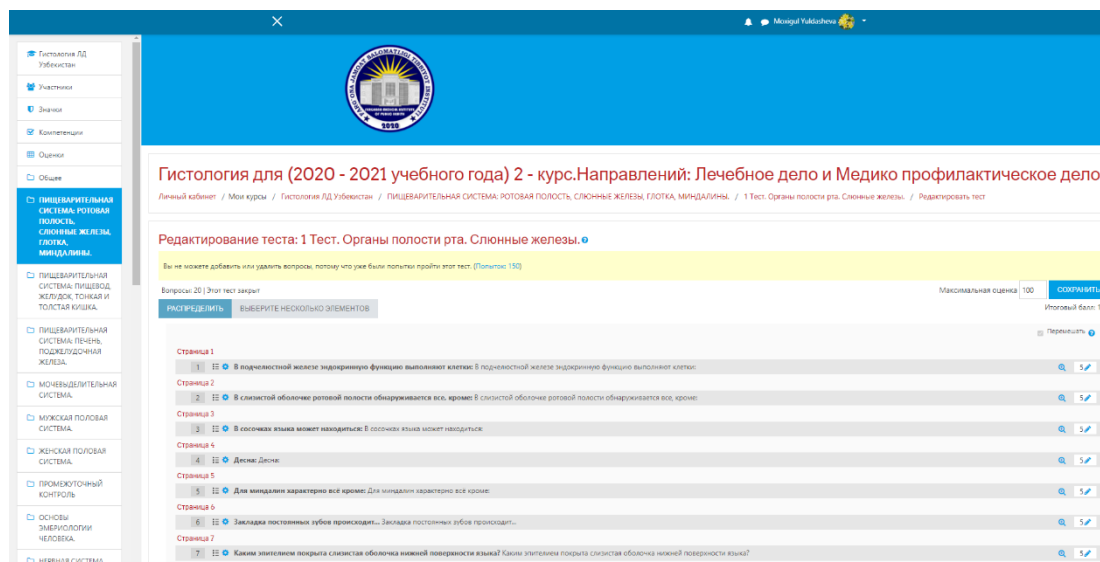 Moxigul Yuldasheva
Гистология ЛД
Узбекистан
Участники
Значки
Компетенции
Оценки
Общее
ПИЩЕВАРИТЕЛЬНАЯ
СИСТЕМА: РОТОВАЯ
ПОЛОСТЬ,
СЛЮННЫЕ ЖЕЛЕЗЫ,
ГЛОТКА,
МИНДАЛИНЫ.
ПИЩЕВАРИТЕЛЬНАЯ
СИСТЕМА: ПИЩЕВОД,
ЖЕЛУДОК, ТОНКАЯ И
ТОЛСТАЯ КИШКА.
ПИЩЕВАРИТЕЛЬНАЯ
СИСТЕМА: ПЕЧЕНЬ,
ПОДЖЕЛУДОЧНАЯ
ЖЕЛЕЗА.
МОЧЕВЫДЕЛИТЕЛЬНАЯ
СИСТЕМА.
МУЖСКАЯ ПОЛОВАЯ
СИСТЕМА.
ЖЕНСКАЯ ПОЛОВАЯ
СИСТЕМА.
ПРОМЕЖУТОЧНЫЙ
КОНТРОЛЬ
ОСНОВЫ
ЭМБРИОЛОГИИ
ЧЕЛОВЕКА.
НЕРВНАЯ СИСТЕМА
2020
Гистология для (2020 - 2021 учебного года) 2 - курс.Направлений: Лечебное дело и Медико профилактическое дело
Личный кабинет / Мои курсы / Гистология ЛД Узбекистан / ПИЩЕВАРИТЕЛЬНАЯ СИСТЕМА: РОТОВАЯ ПОЛОСТЬ, СЛЮННЫЕ ЖЕЛЕЗЫ, ГЛОТКА, МИНДАЛИНЫ. / 1 Тест. Органы полости рта. Слюнные железы. / Редактировать тест
Редактирование теста: 1 Тест. Органы полости рта. Слюнные железы.
Вы не можете добавить или удалить вопросы, потому что уже были попытки пройти этот тест. (Попыток: 150)
Вопросы: 20 | Этот тест закрыт
Максимальная оценка 100 СОХРАНИТЬ
РАСПРЕДЕЛИТЬ ВЫБЕРИТЕ НЕСКОЛЬКО ЭЛЕМЕНТОВ
Итоговый балл: 1
Перемешать
Страница 1
1 В подчелюстной железе эндокринную функцию выполняют клетки: В подчелюстной железе эндокринную функцию выполняют клетки: 5
Страница 2
2 В слизистой оболочке ротовой полости обнаруживается все, кроме: В слизистой оболочке ротовой полости обнаруживается все, кроме: 5
Страница 3
3 В сосочках языка может находиться: В сосочках языка может находиться: 5
Страница 4
4 Десна: Десна: 5
Страница 5
5 Для миндалин характерно всё кроме: Для миндалин характерно всё кроме: 5
Страница 6
6 Закладка постоянных зубов происходит... Закладка постоянных зубов происходит... 5
Страница 7
7 Каким эпителием покрыта слизистая оболочка нижней поверхности языка? Каким эпителием покрыта слизистая оболочка нижней поверхности языка? 5